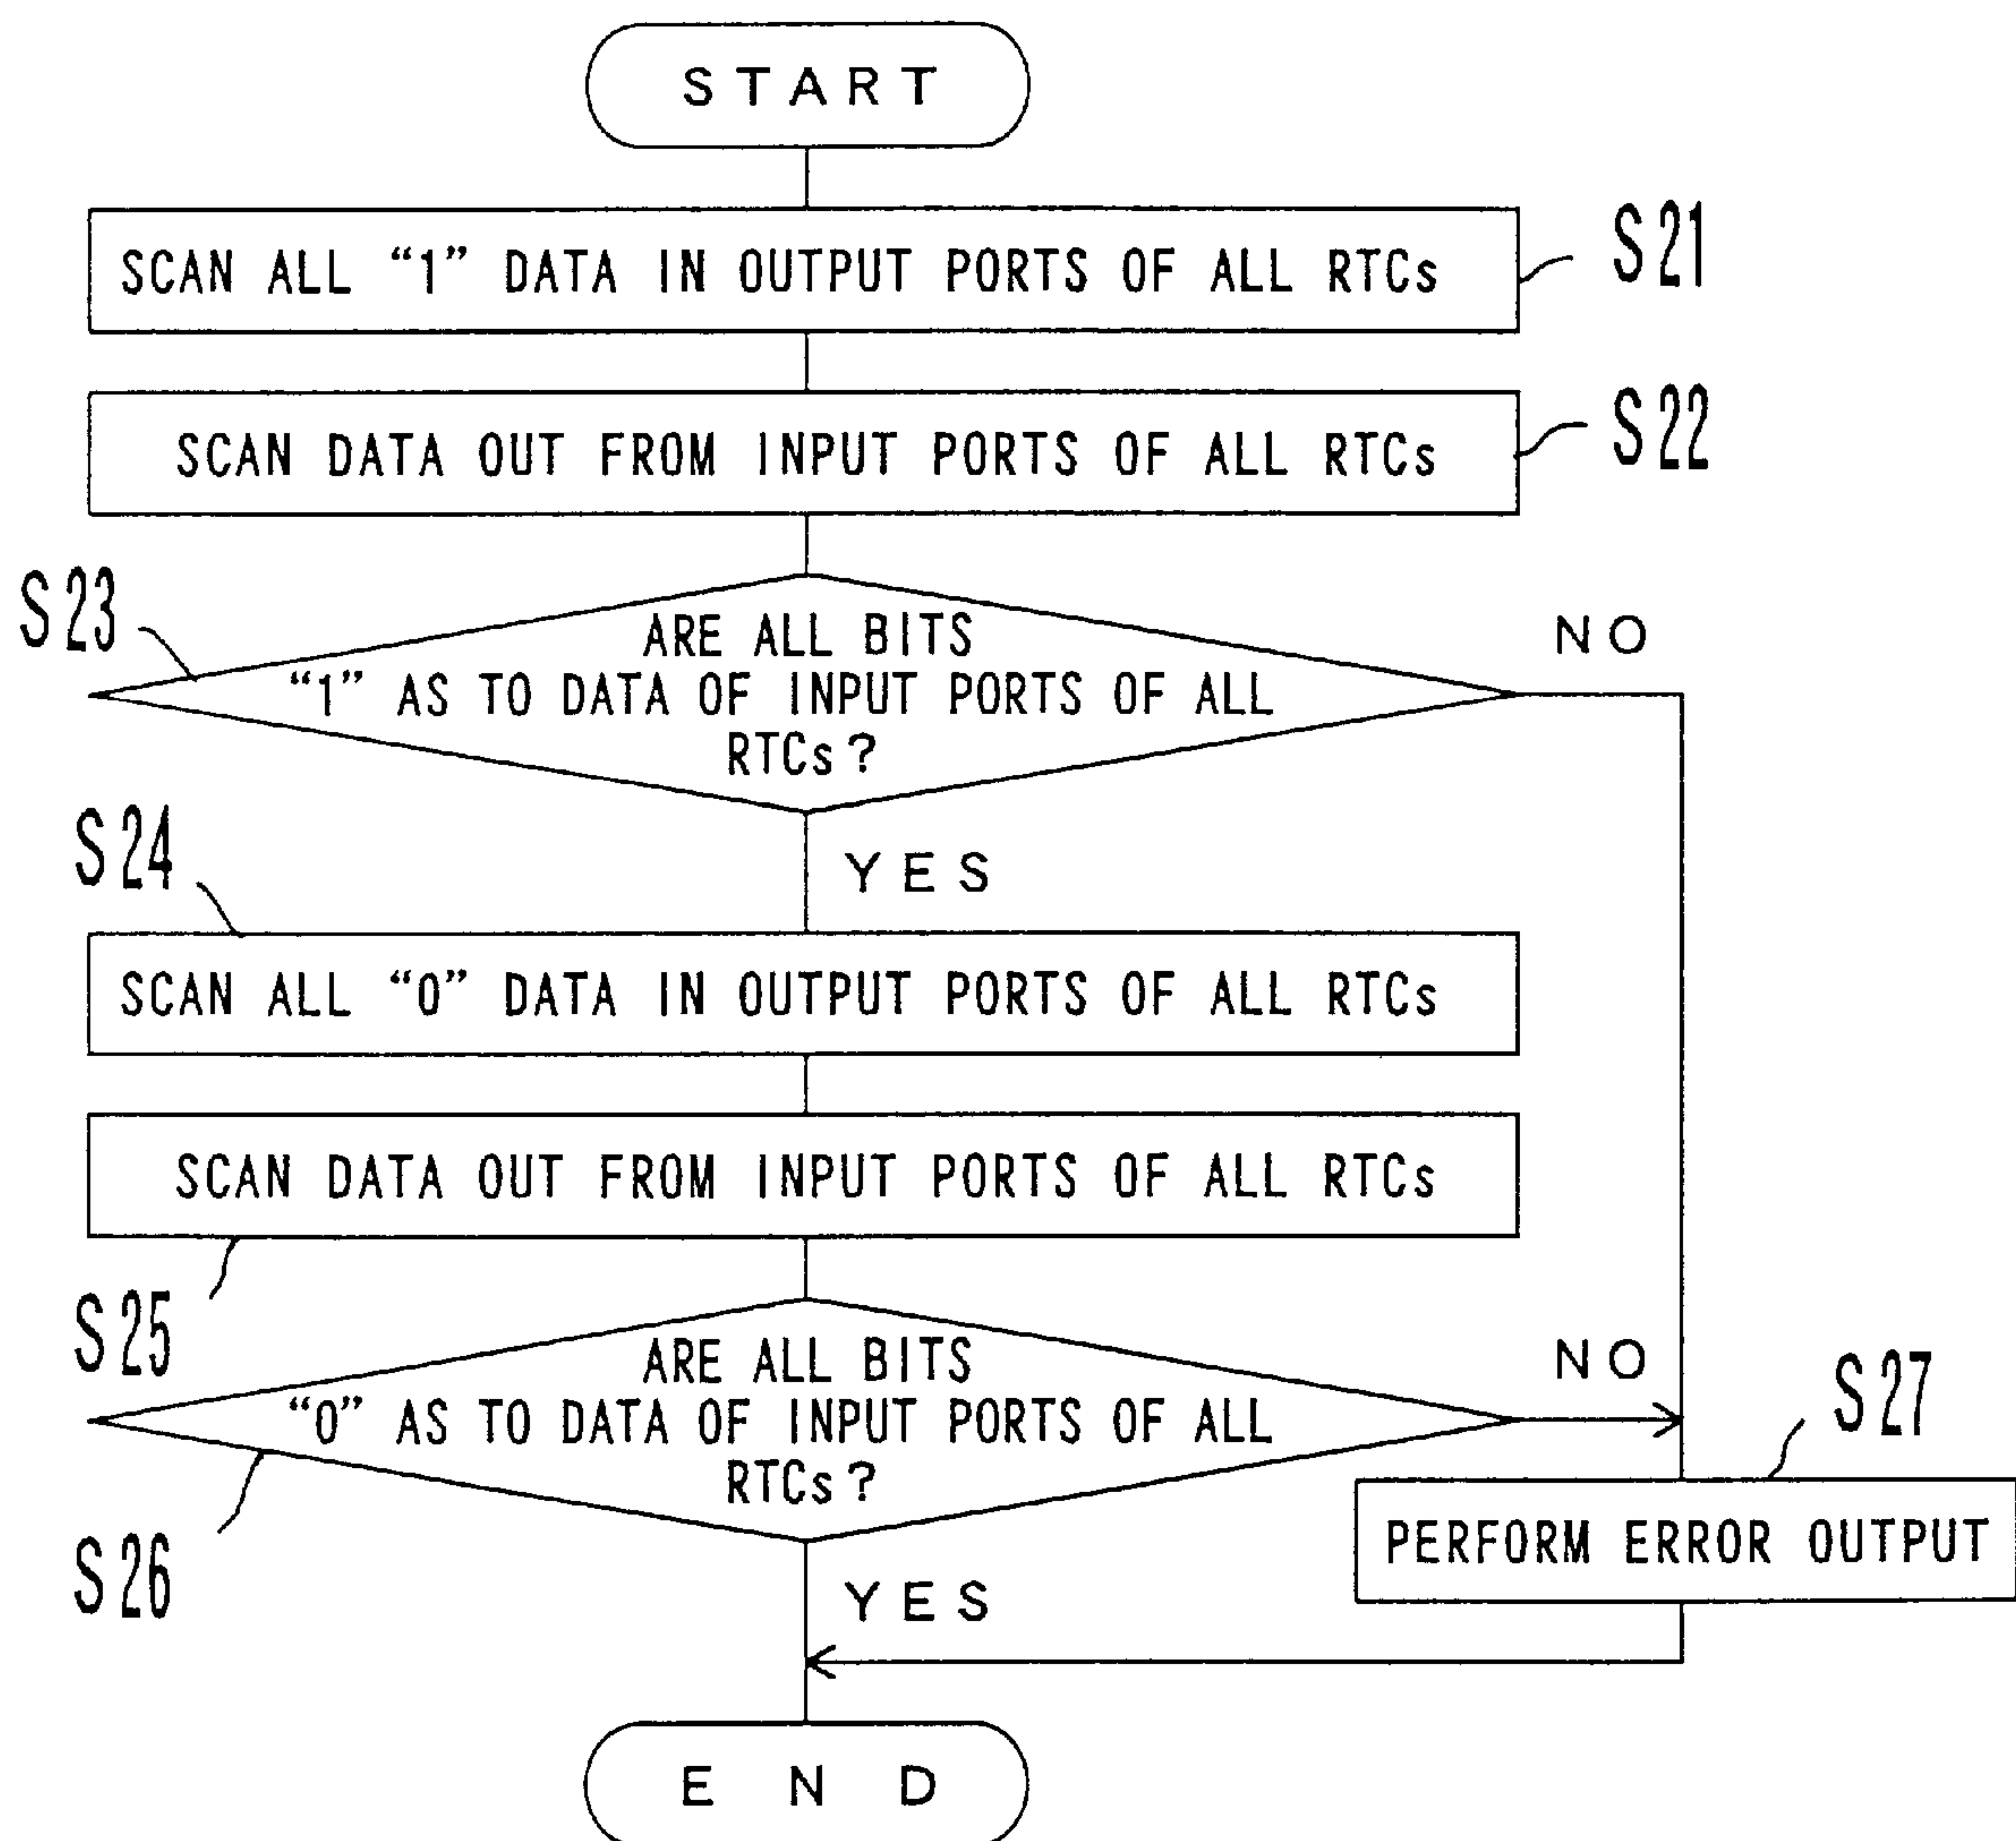 START
SCAN ALL “1” DATA IN OUTPUT PORTS OF ALL RTCs
S21
SCAN DATA OUT FROM INPUT PORTS OF ALL RTCs
S22
S23
ARE ALL BITS
“1” AS TO DATA OF INPUT PORTS OF ALL
RTCs?
NO
YES
S24
SCAN ALL “0” DATA IN OUTPUT PORTS OF ALL RTCs
SCAN DATA OUT FROM INPUT PORTS OF ALL RTCs
S25
ARE ALL BITS
“0” AS TO DATA OF INPUT PORTS OF ALL
RTCs?
NO
S26
YES
S27
PERFORM ERROR OUTPUT
END